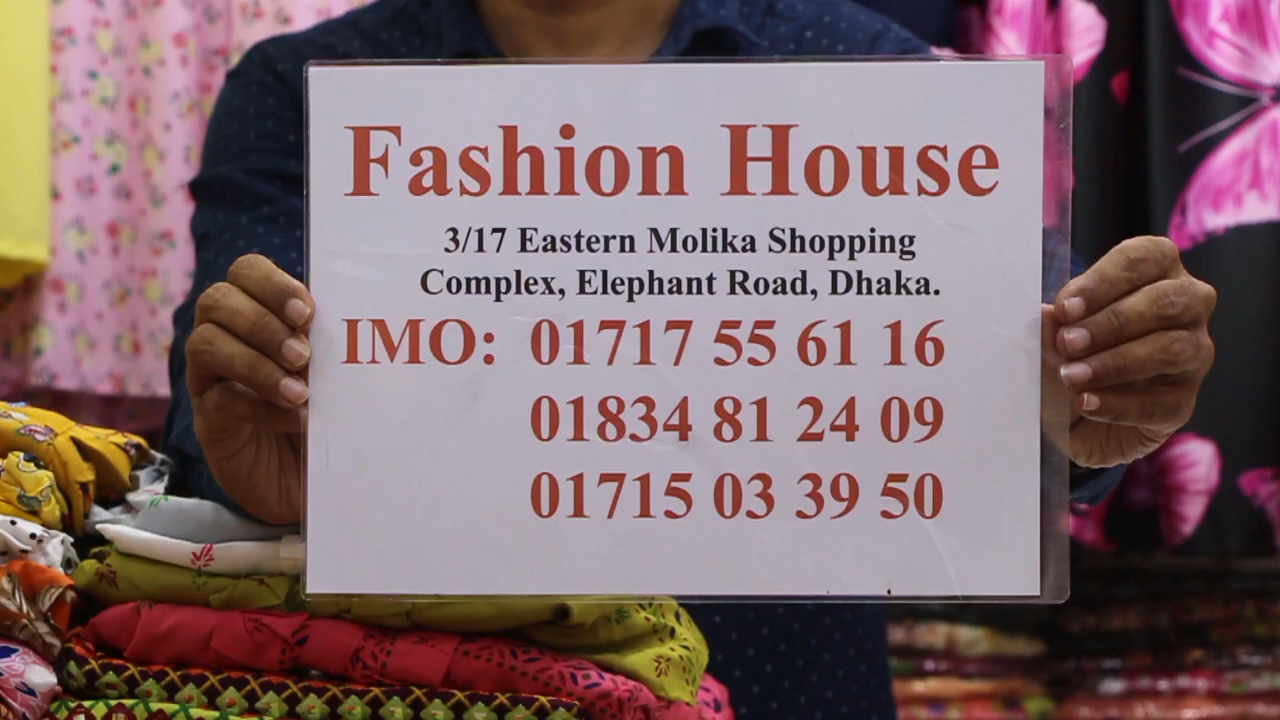 Fashion House
3/17 Eastern Molika Shopping
Complex, Elephant Road, Dhaka.
IMO: 01717 55 61 16
01834 81 24 09
01715 03 39 50